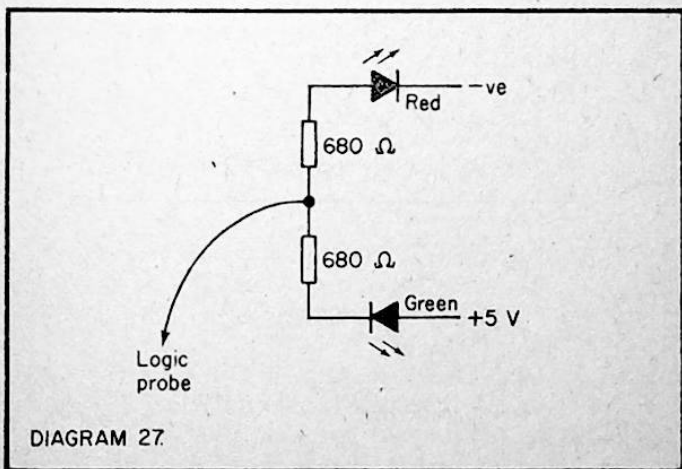 −ve
Red
680 Ω
680 Ω
Green
+5 V
Logic
probe
DIAGRAM 27.